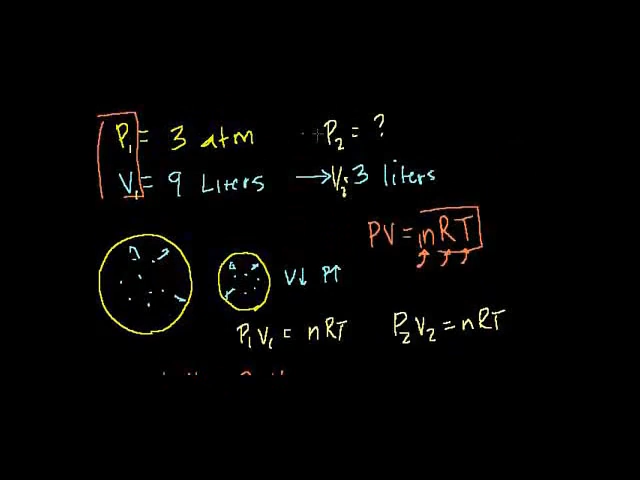 P₁ = 3 atm P₂ = ?
V₁ = 9 Liters → V₂: 3 liters
PV = nRT
V↓ P↑
P₁V₁ = nRT P₂V₂ = nRT